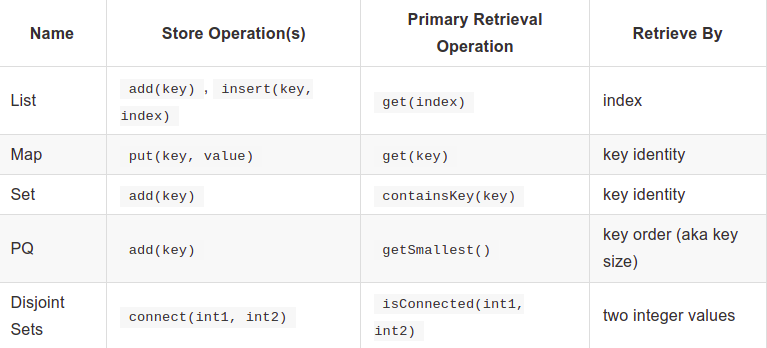 Name Store Operation(s) Primary Retrieval Operation Retrieve By
List add(key) , insert(key, index) get(index) index
Map put(key, value) get(key) key identity
Set add(key) containsKey(key) key identity
PQ add(key) getSmallest() key order (aka key size)
Disjoint Sets connect(int1, int2) isConnected(int1, int2) two integer values